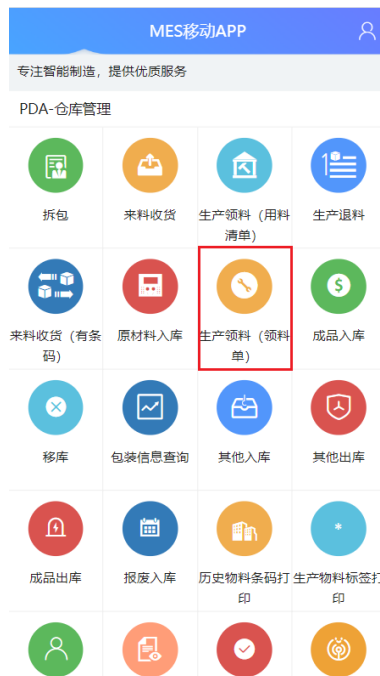 MES移动APP
专注智能制造，提供优质服务
PDA-仓库管理
拆包
来料收货
生产领料（用料
清单）
生产退料
来料收货（有条
码）
原材料入库
生产领料（领料
单）
成品入库
移库
包装信息查询
其他入库
其他出库
成品出库
报废入库
历史物料条码打
印
生产物料标签打
印